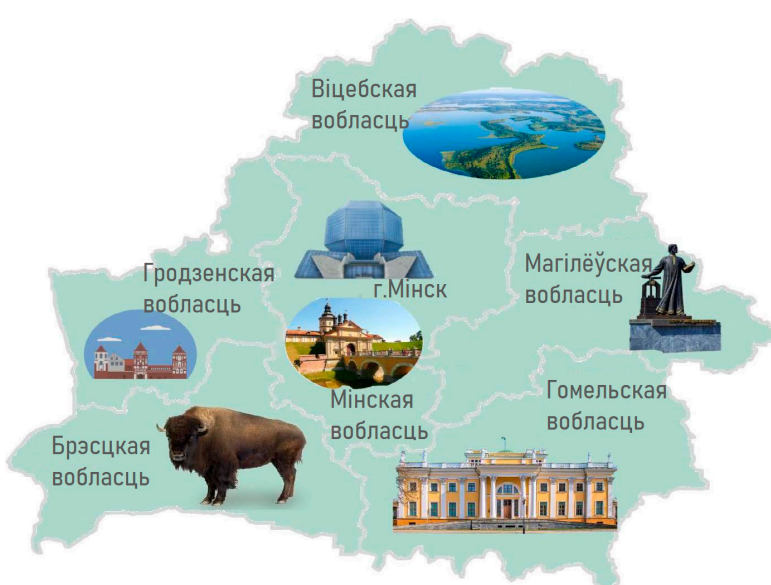 Віцебская
вобласць
г.Мінск
Гродзенская
вобласць
Магілёўская
вобласць
Мінская
вобласць
Гомельская
вобласць
Брэсцкая
вобласць